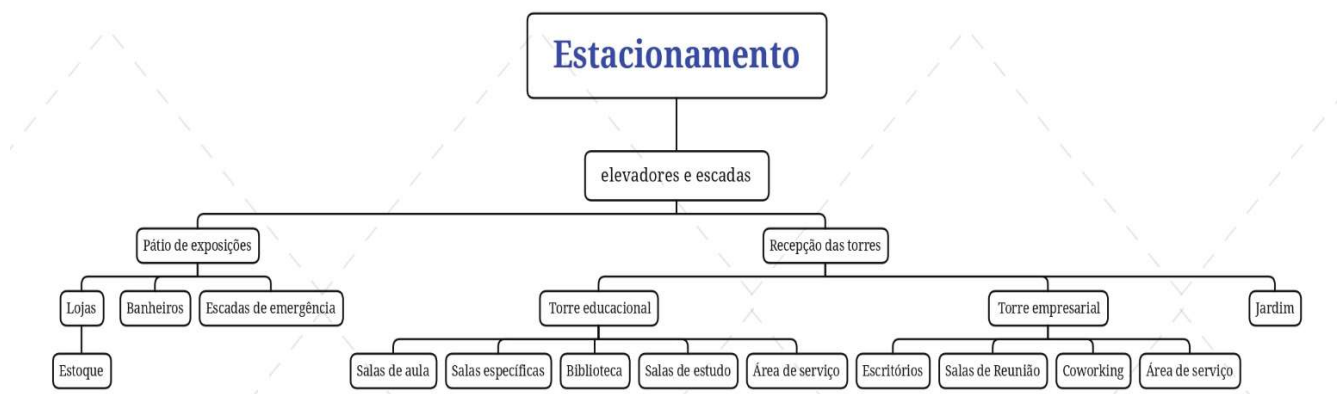 Estacionamento
elevadores e escadas
Pátio de exposições
Recepção das torres
Lojas
Banheiros
Escadas de emergência
Torre educacional
Torre empresarial
Jardim
Estoque
Salas de aula
Salas específicas
Biblioteca
Salas de estudo
Área de serviço
Escritórios
Salas de Reunião
Coworking
Área de serviço